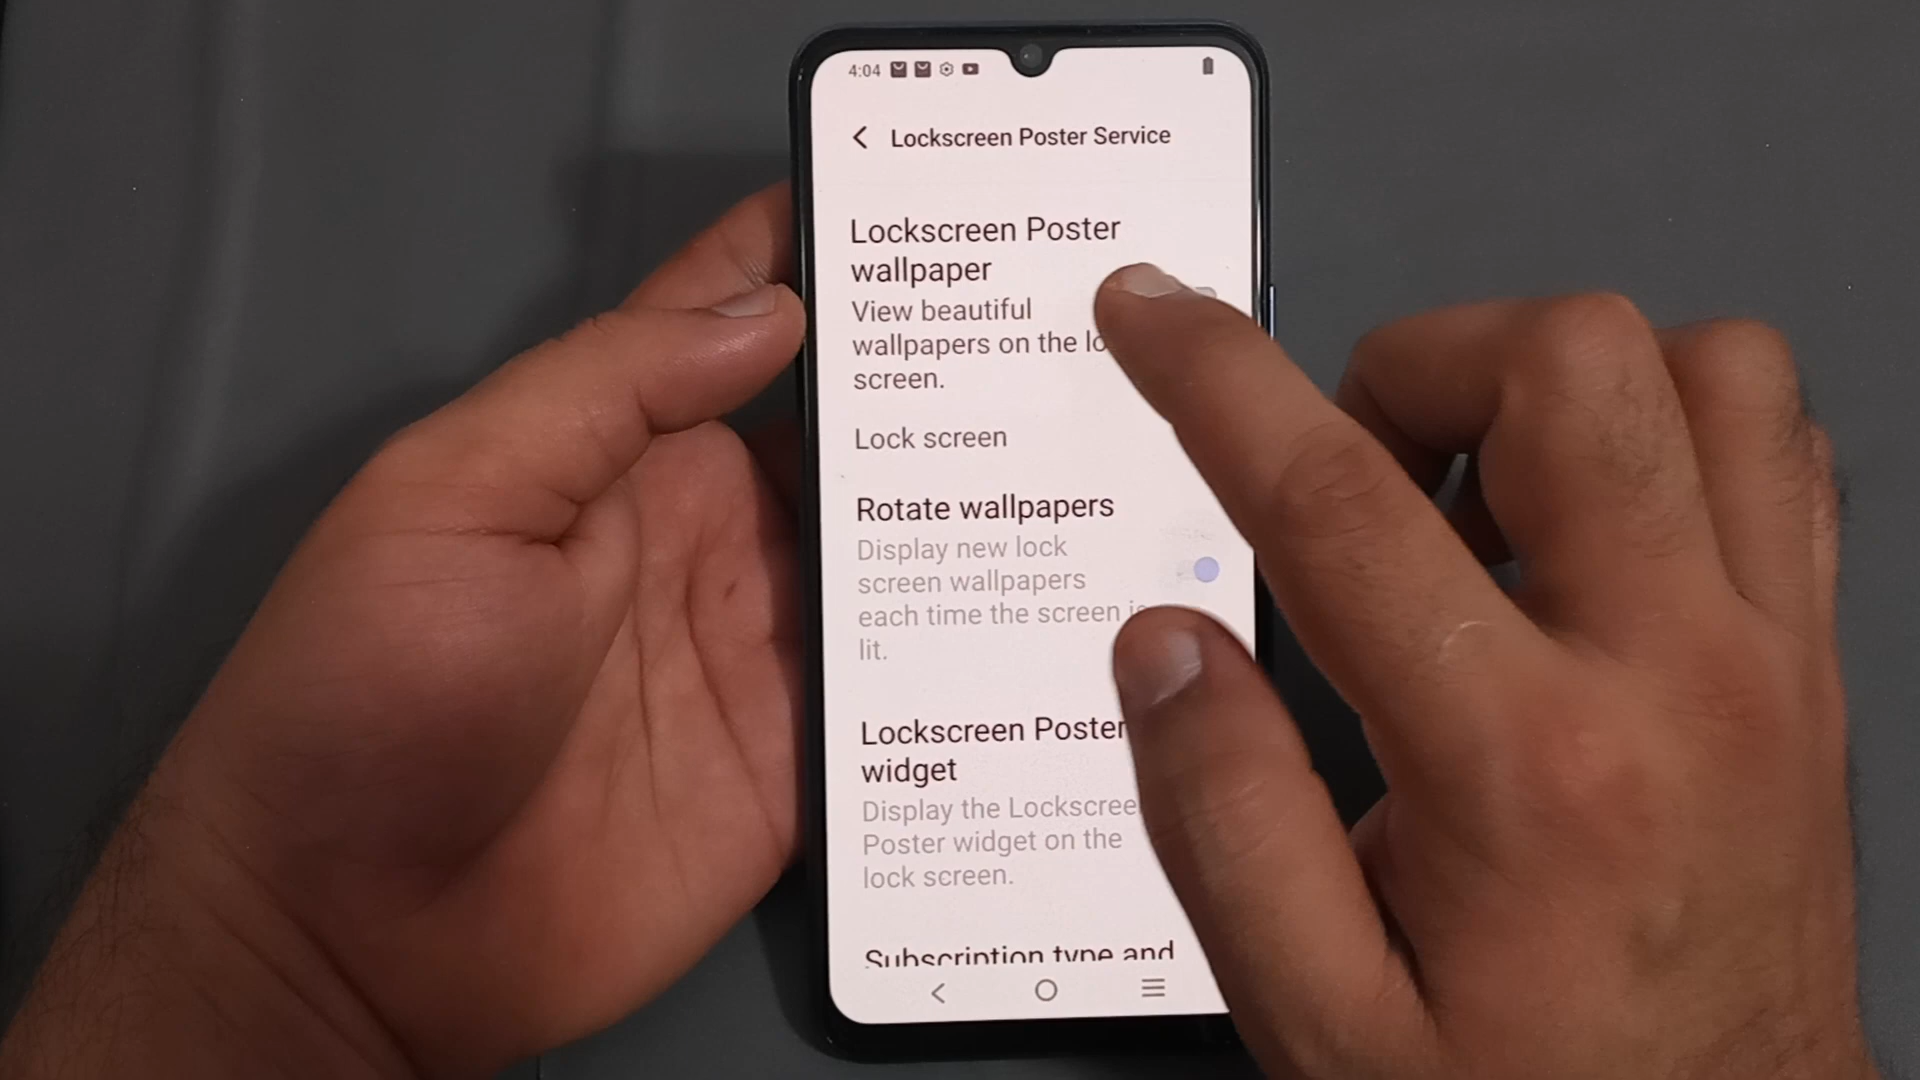 4:04
Lockscreen Poster Service
Lockscreen Poster
wallpaper
View beautiful
wallpapers on the
screen.
Lock screen
Rotate wallpapers
Display new lock
screen wallpapers
each time the screen is
lit.
Lockscreen Poster
widget
Display the Lockscreen
Poster widget on the
lock screen.
Subscription type and